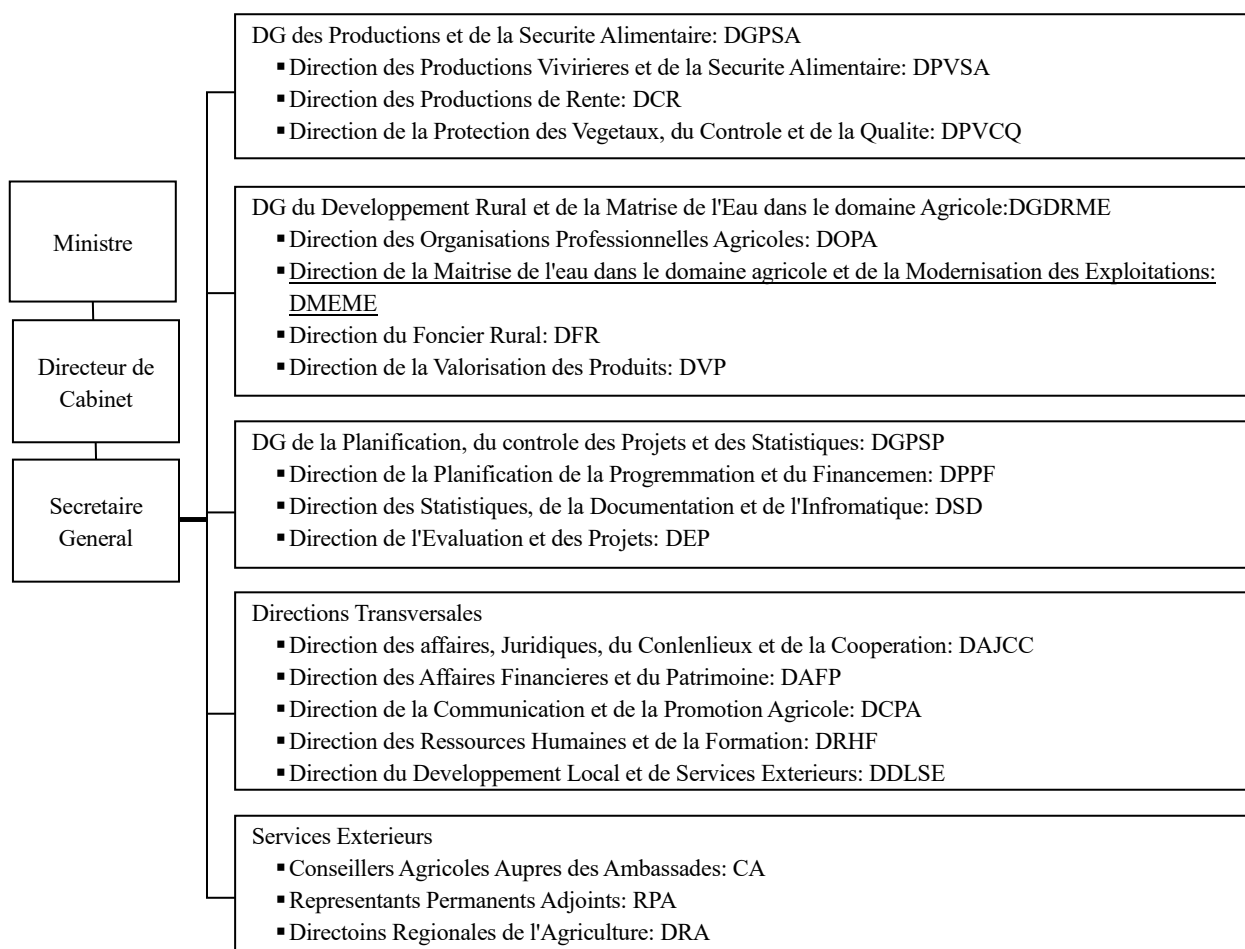 Ministre
Directeur de
Cabinet
Secretaire
General
DG des Productions et de la Securite Alimentaire: DGPSA
▪ Direction des Productions Vivirieres et de la Securite Alimentaire: DPVSA
▪ Direction des Productions de Rente: DCR
▪ Direction de la Protection des Vegetaux, du Controle et de la Qualite: DPVCQ
DG du Developpement Rural et de la Matrise de l'Eau dans le domaine Agricole:DGDRME
▪ Direction des Organisations Professionnelles Agricoles: DOPA
▪ Direction de la Maitrise de l'eau dans le domaine agricole et de la Modernisation des Exploitations:
DMEME
▪ Direction du Foncier Rural: DFR
▪ Direction de la Valorisation des Produits: DVP
DG de la Planification, du controle des Projets et des Statistiques: DGPSP
▪ Direction de la Planification de la Progremmation et du Financemen: DPPF
▪ Direction des Statistiques, de la Documentation et de l'Infromatique: DSD
▪ Direction de l'Evaluation et des Projets: DEP
Directions Transversales
▪ Direction des affaires, Juridiques, du Conlenlieux et de la Cooperation: DAJCC
▪ Direction des Affaires Financieres et du Patrimoine: DAFP
▪ Direction de la Communication et de la Promotion Agricole: DCPA
▪ Direction des Ressources Humaines et de la Formation: DRHF
▪ Direction du Developpement Local et de Services Exterieurs: DDLSE
Services Exterieurs
▪ Conseillers Agricoles Aupres des Ambassades: CA
▪ Representants Permanents Adjoints: RPA
▪ Directoins Regionales de l'Agriculture: DRA